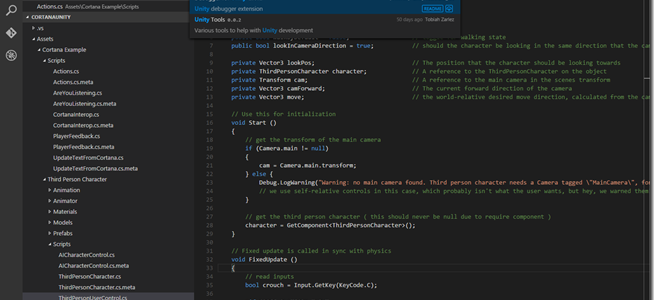 Actions.cs Assets\Cortana Example\Scripts
CORTANAUNITY
.vs
Assets
Cortana Example
Scripts
Actions.cs
Actions.cs.meta
AreYouListening.cs
AreYouListening.cs.meta
CortanaInterop.cs
CortanaInterop.cs.meta
PlayerFeedback.cs
PlayerFeedback.cs.meta
UpdateTextFromCortana.cs
UpdateTextFromCortana.cs.meta
Third Person Character
Animation
Animator
Materials
Models
Prefabs
Scripts
AICharacterControl.cs
AICharacterControl.cs.meta
ThirdPersonCharacter.cs
ThirdPersonCharacter.cs.meta
ThirdPersonUserControl.cs
Unity debugger extension
Unity Tools
Tobiah Zarlez
Various tools to help with Unity development
walking state
7 public bool lookInCameraDirection = true; // should the character be looking in the same direction that the
8
9 private Vector3 lookPos; // The position that the character should be looking towards
10 private ThirdPersonCharacter character; // A reference to the ThirdPersonCharacter on the object
11 private Transform cam; // A reference to the main camera in the scenes transform
12 private Vector3 camForward; // The current forward direction of the camera
13 private Vector3 move; // the world-relative desired move direction, calculated from the
14
15 // Use this for initialization
16 void Start ()
17 {
18 // get the transform of the main camera
19 if (Camera.main != null)
20 {
21 cam = Camera.main.transform;
22 } else {
23 Debug.LogWarning("Warning: no main camera found. Third person character needs a Camera tagged \"MainCamera\",
24 // we use self-relative controls in this case, which probably isn't what the user wants, but hey, we warned
25 }
26
27 // get the third person character ( this should never be null due to require component )
28 character = GetComponent<ThirdPersonCharacter>();
29 }
30
31 // Fixed update is called in sync with physics
32 void FixedUpdate ()
33 {
34 // read inputs
35 bool crouch = Input.GetKey(KeyCode.C);